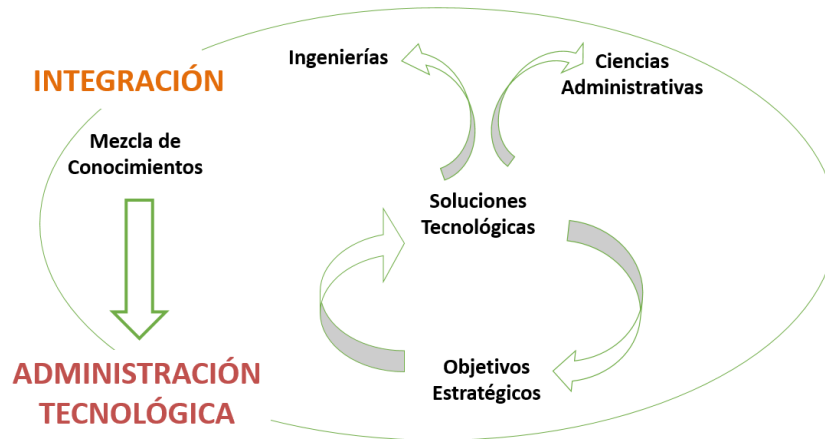 INTEGRACIÓN
Mezcla de
Conocimientos
ADMINISTRACIÓN
TECNOLÓGICA
Ingenierías
Ciencias
Administrativas
Soluciones
Tecnológicas
Objetivos
Estratégicos